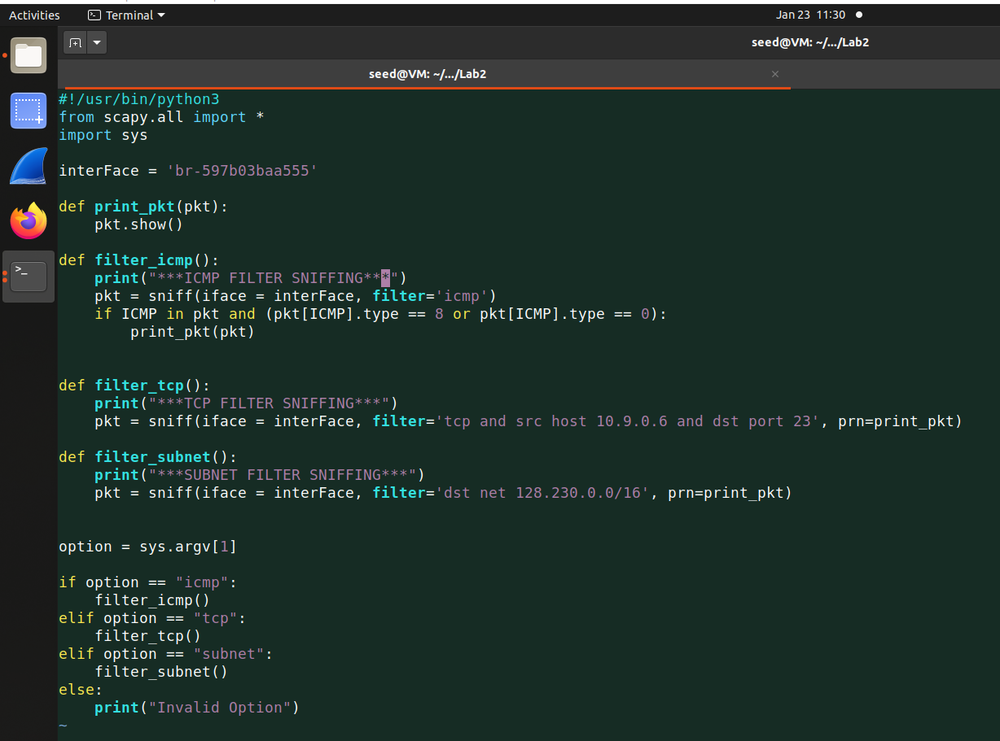 Activities
Terminal
Jan 23 11:30
seed@VM: ~/.../Lab2
seed@VM: ~/.../Lab2
#!/usr/bin/python3
from scapy.all import *
import sys

interFace = 'br-597b03baa555'

def print_pkt(pkt):
    pkt.show()

def filter_icmp():
    print("***ICMP FILTER SNIFFING***")
    pkt = sniff(iface = interFace, filter='icmp')
    if ICMP in pkt and (pkt[ICMP].type == 8 or pkt[ICMP].type == 0):
        print_pkt(pkt)


def filter_tcp():
    print("***TCP FILTER SNIFFING***")
    pkt = sniff(iface = interFace, filter='tcp and src host 10.9.0.6 and dst port 23', prn=print_pkt)

def filter_subnet():
    print("***SUBNET FILTER SNIFFING***")
    pkt = sniff(iface = interFace, filter='dst net 128.230.0.0/16', prn=print_pkt)


option = sys.argv[1]

if option == "icmp":
    filter_icmp()
elif option == "tcp":
    filter_tcp()
elif option == "subnet":
    filter_subnet()
else:
    print("Invalid Option")
~